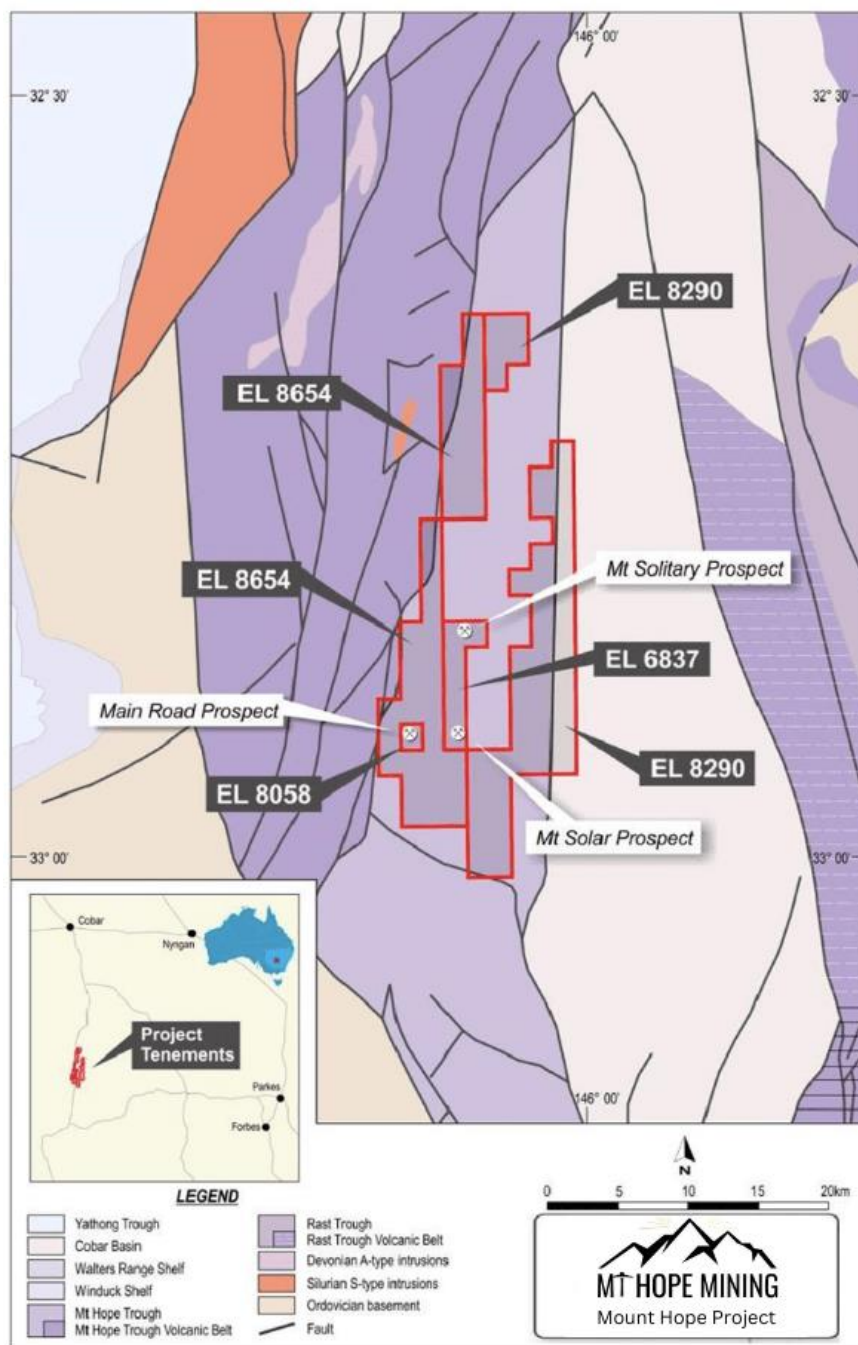 146° 00'
32° 30'
32° 30'
EL 8290
EL 8654
EL 8654
Mt Solitary Prospect
EL 6837
Main Road Prospect
EL 8290
EL 8058
Mt Solar Prospect
33° 00'
33° 00'
Cobar
Nyngan
Project
Tenements
Parkes
Forbes
146° 00'
N
LEGEND
0 5 10 15 20km
Yathong Trough
Cobar Basin
Walters Range Shelf
Winduck Shelf
Mt Hope Trough
Mt Hope Trough Volcanic Belt
Rast Trough
Rast Trough Volcanic Belt
Devonian A-type intrusions
Silurian S-type intrusions
Ordovician basement
Fault
MT HOPE MINING
Mount Hope Project